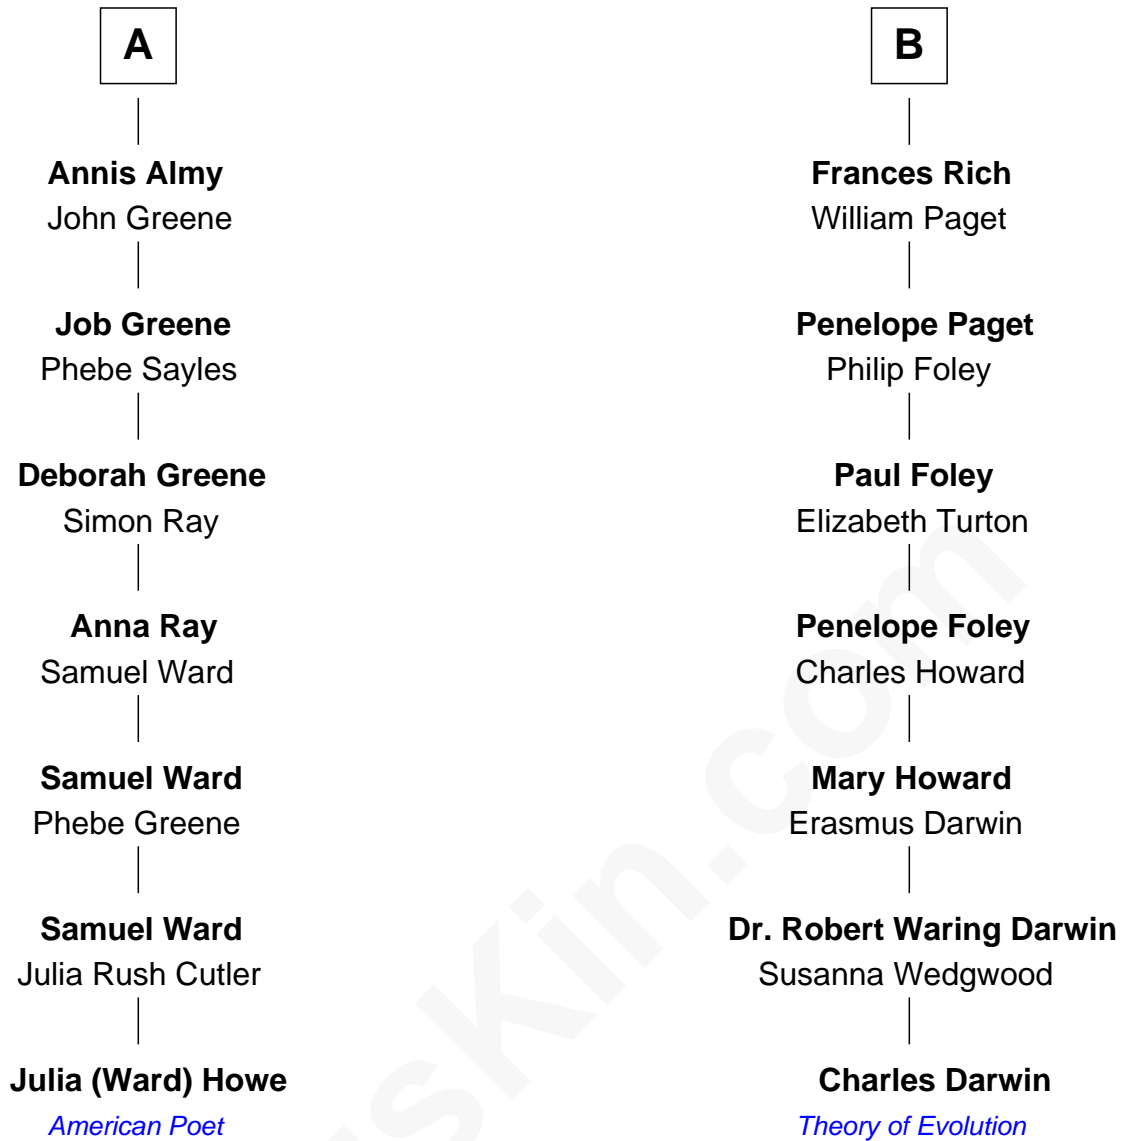 A
Annis Almy
John Greene
Job Greene
Phebe Sayles
Deborah Greene
Simon Ray
Anna Ray
Samuel Ward
Samuel Ward
Phebe Greene
Samuel Ward
Julia Rush Cutler
Julia (Ward) Howe
American Poet
B
Frances Rich
William Paget
Penelope Paget
Philip Foley
Paul Foley
Elizabeth Turton
Penelope Foley
Charles Howard
Mary Howard
Erasmus Darwin
Dr. Robert Waring Darwin
Susanna Wedgwood
Charles Darwin
Theory of Evolution
usKin.com